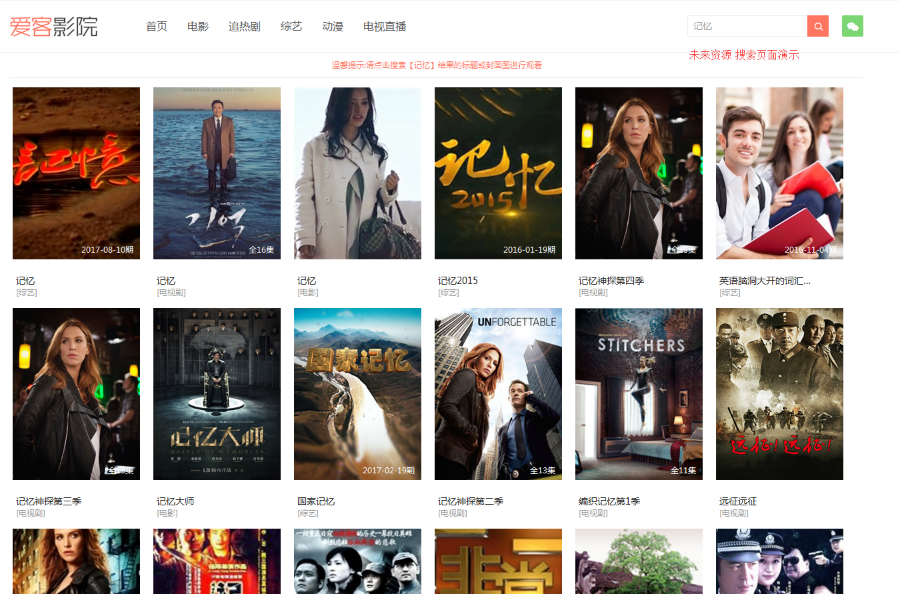 爱客影院
首页 电影 追热剧 综艺 动漫 电视直播
记忆
未来资源 搜索页面演示
温馨提示:请点击搜索【记忆】结果的标题或封面图进行观看
記憶
2017-08-10期
기억
全16集
记忆
2015
2016-01-19期
2016-11-04期
记忆
[综艺]
记忆
[电视剧]
记忆
[电影]
记忆2015
[综艺]
记忆神探第四季
[电视剧]
英语脑洞大开的词汇...
[综艺]
记忆大师
国家记忆
2017-02-19期
UNFORGETTABLE
全13集
STITCHERS
全11集
远征!远征!
记忆神探第三季
[电视剧]
记忆大师
[电影]
国家记忆
[综艺]
记忆神探第二季
[电视剧]
编织记忆第1季
[电视剧]
远征远征
[电视剧]
非常